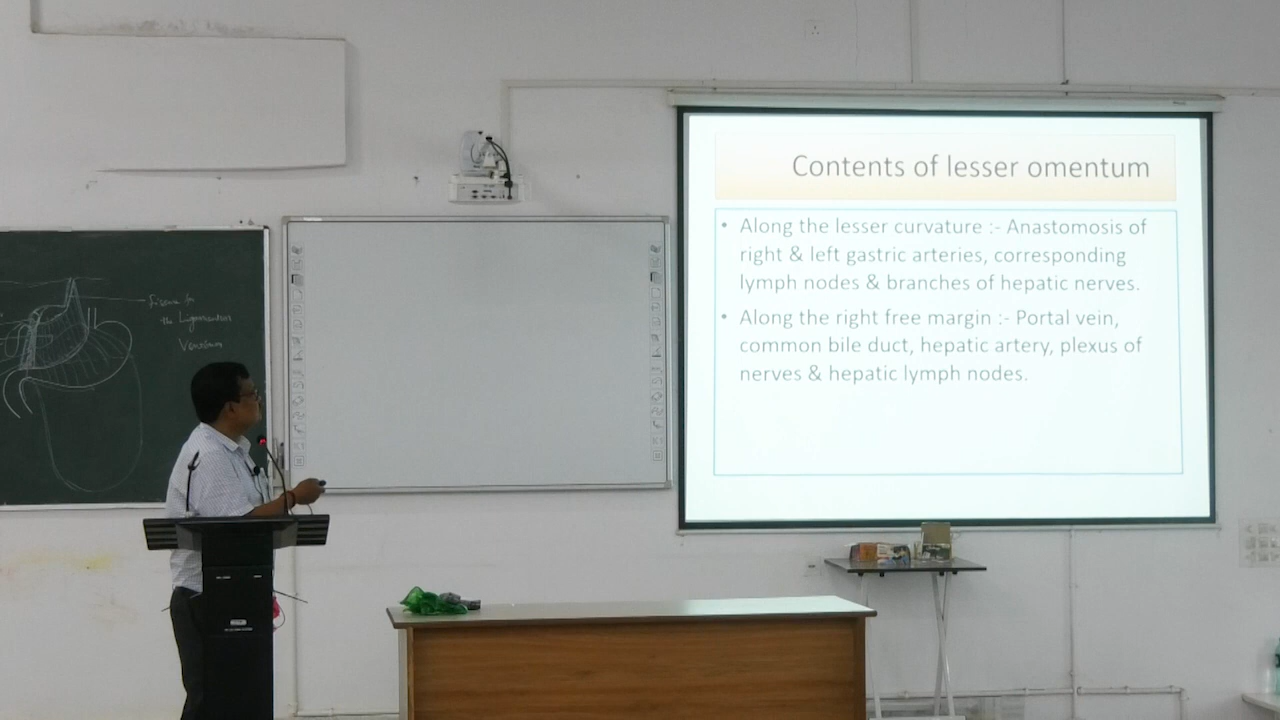 Fissure for
the Ligamentum
Venosum
Contents of lesser omentum
• Along the lesser curvature :- Anastomosis of
right & left gastric arteries, corresponding
lymph nodes & branches of hepatic nerves.
• Along the right free margin :- Portal vein,
common bile duct, hepatic artery, plexus of
nerves & hepatic lymph nodes.